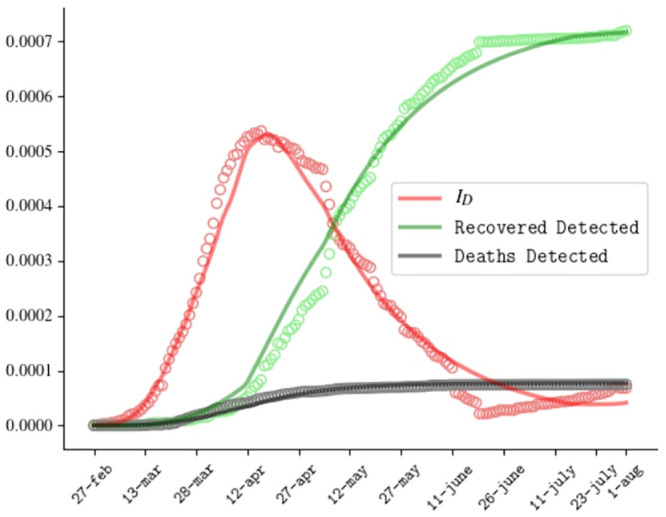 0.0007
0.0006
0.0005
0.0004
0.0003
0.0002
0.0001
0.0000
I_D
Recovered Detected
Deaths Detected
27-feb
13-mar
28-mar
12-apr
27-apr
12-may
27-may
11-june
26-june
11-july
23-july
1-aug